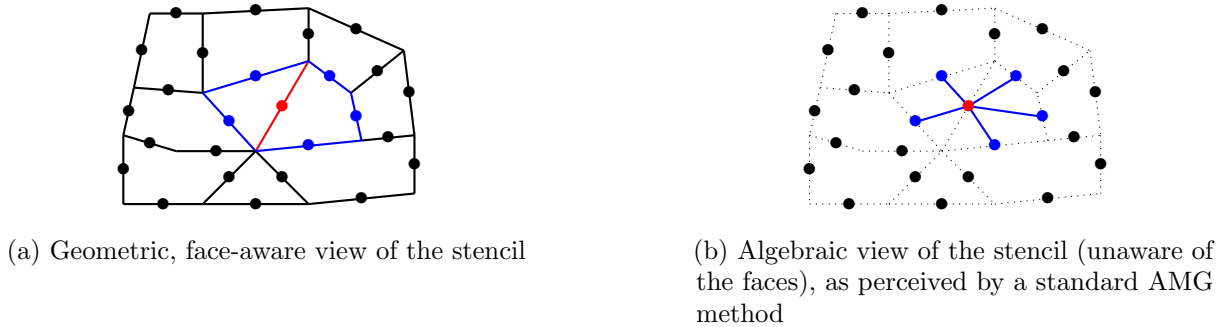 (a) Geometric, face-aware view of the stencil
(b) Algebraic view of the stencil (unaware of
the faces), as perceived by a standard AMG
method